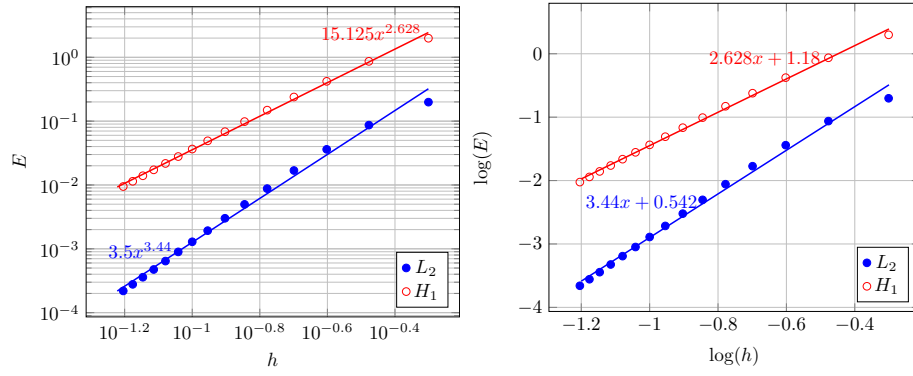 10^0
10^{-1}
10^{-2}
10^{-3}
10^{-4}
E
15.125x^{2.628}
3.5x^{3.44}
L_2
H_1
10^{-1.2}
10^{-1}
10^{-0.8}
10^{-0.6}
10^{-0.4}
h
0
−1
−2
−3
−4
log(E)
2.628x + 1.18
3.44x + 0.542
L_2
H_1
−1.2
−1
−0.8
−0.6
−0.4
log(h)